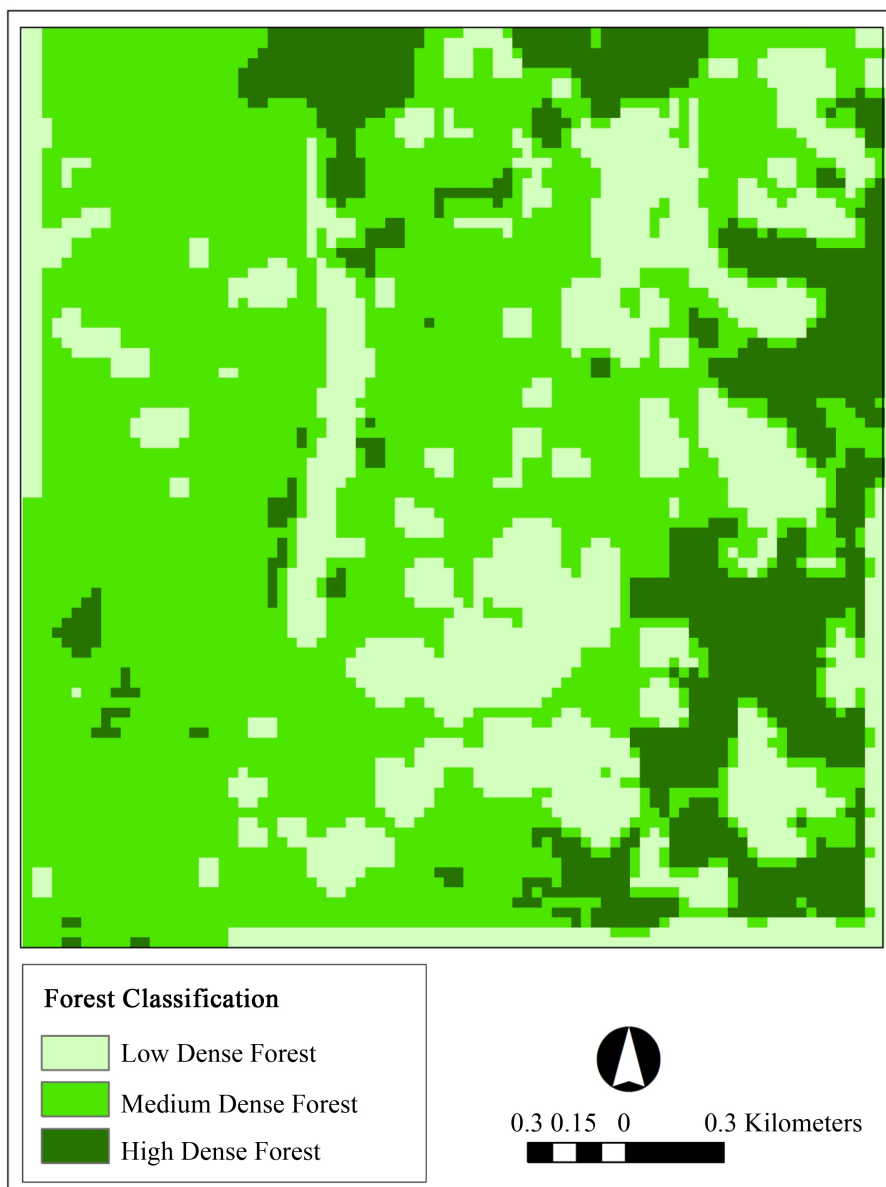 Forest Classification
Low Dense Forest
Medium Dense Forest
High Dense Forest
0.3 0.15 0 0.3 Kilometers